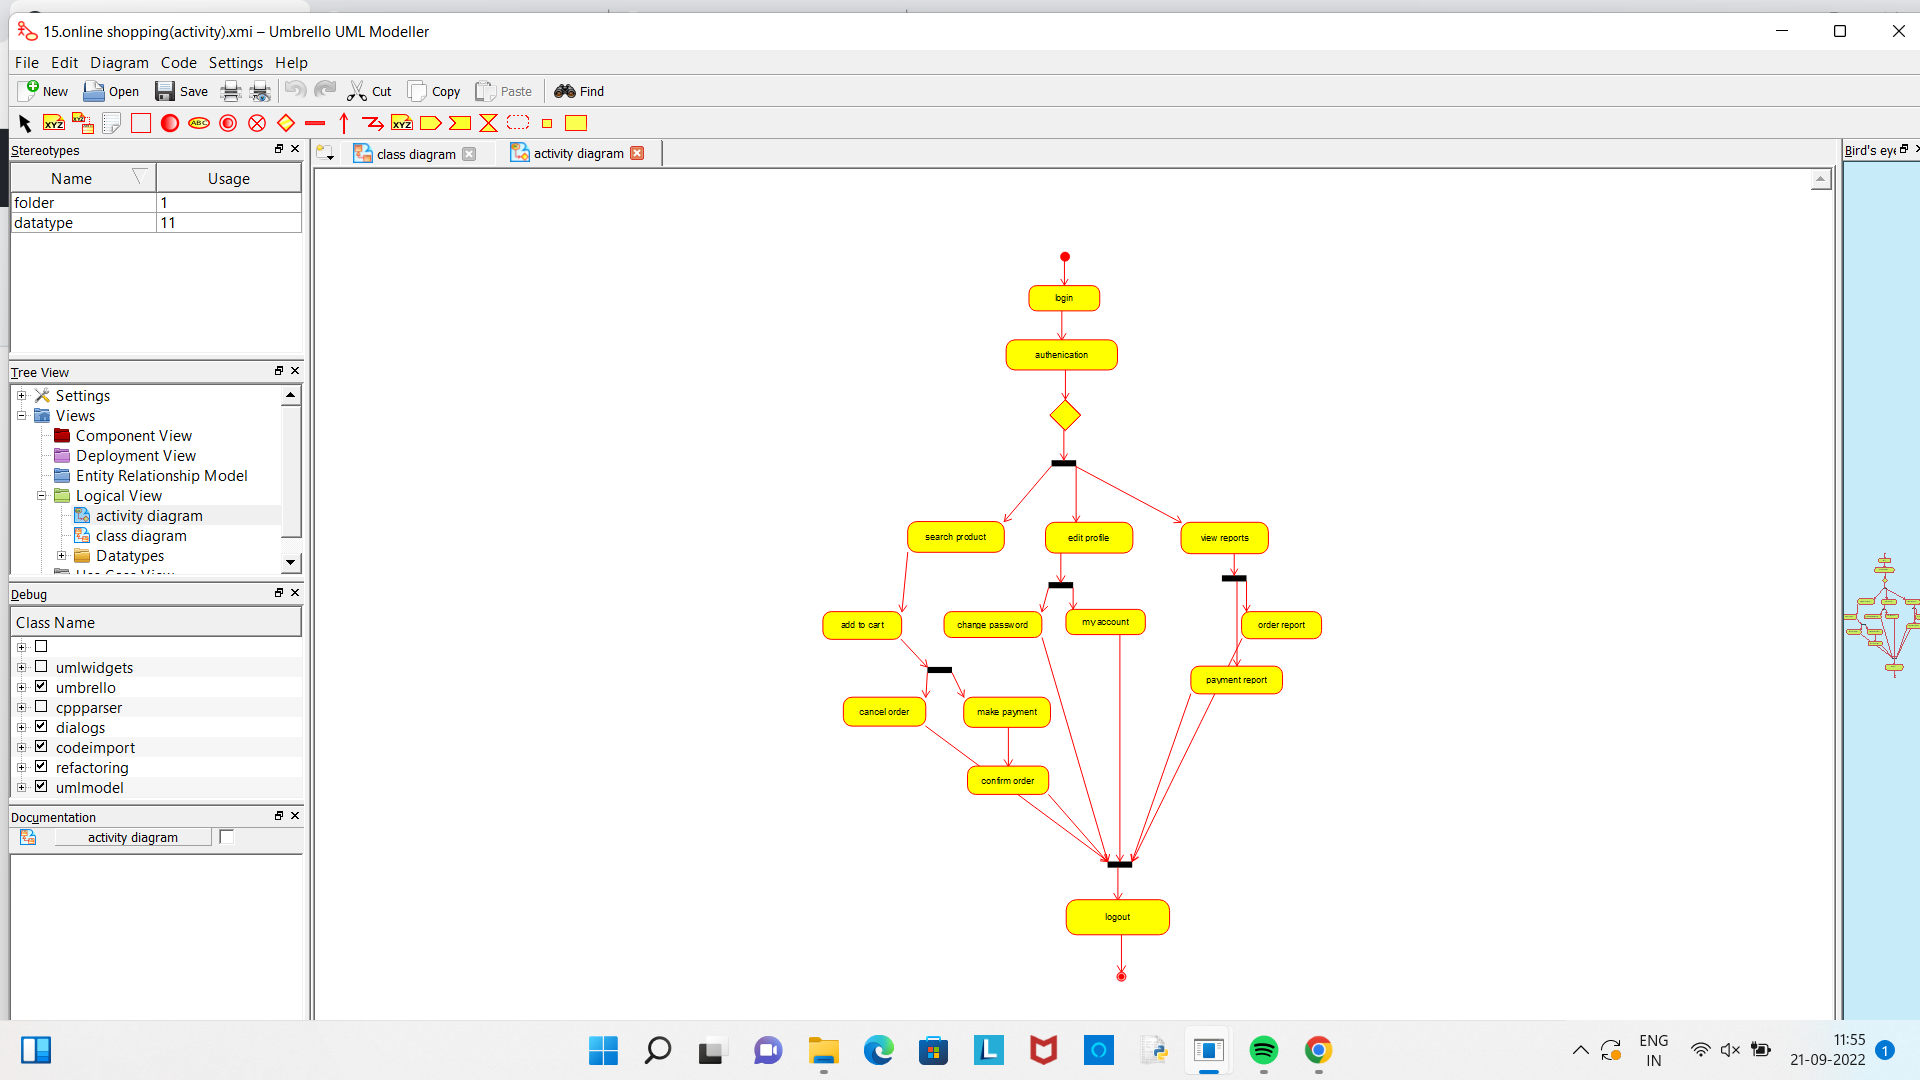 15.online shopping(activity).xmi – Umbrello UML Modeller
File Edit Diagram Code Settings Help
New Open Save Cut Copy Paste Find
XYZ XYZ ABC XYZ
Stereotypes
Name Usage
folder 1
datatype 11
class diagram activity diagram
Bird's eye
login
authenication
search product edit profile view reports
add to cart change password my account order report
payment report
cancel order make payment
confirm order
logout
Tree View
Settings
Views
Component View
Deployment View
Entity Relationship Model
Logical View
activity diagram
class diagram
Datatypes
Debug
Class Name
umlwidgets
umbrello
cppparser
dialogs
codeimport
refactoring
umlmodel
Documentation
activity diagram
L
ENG
IN
11:55
21-09-2022
1